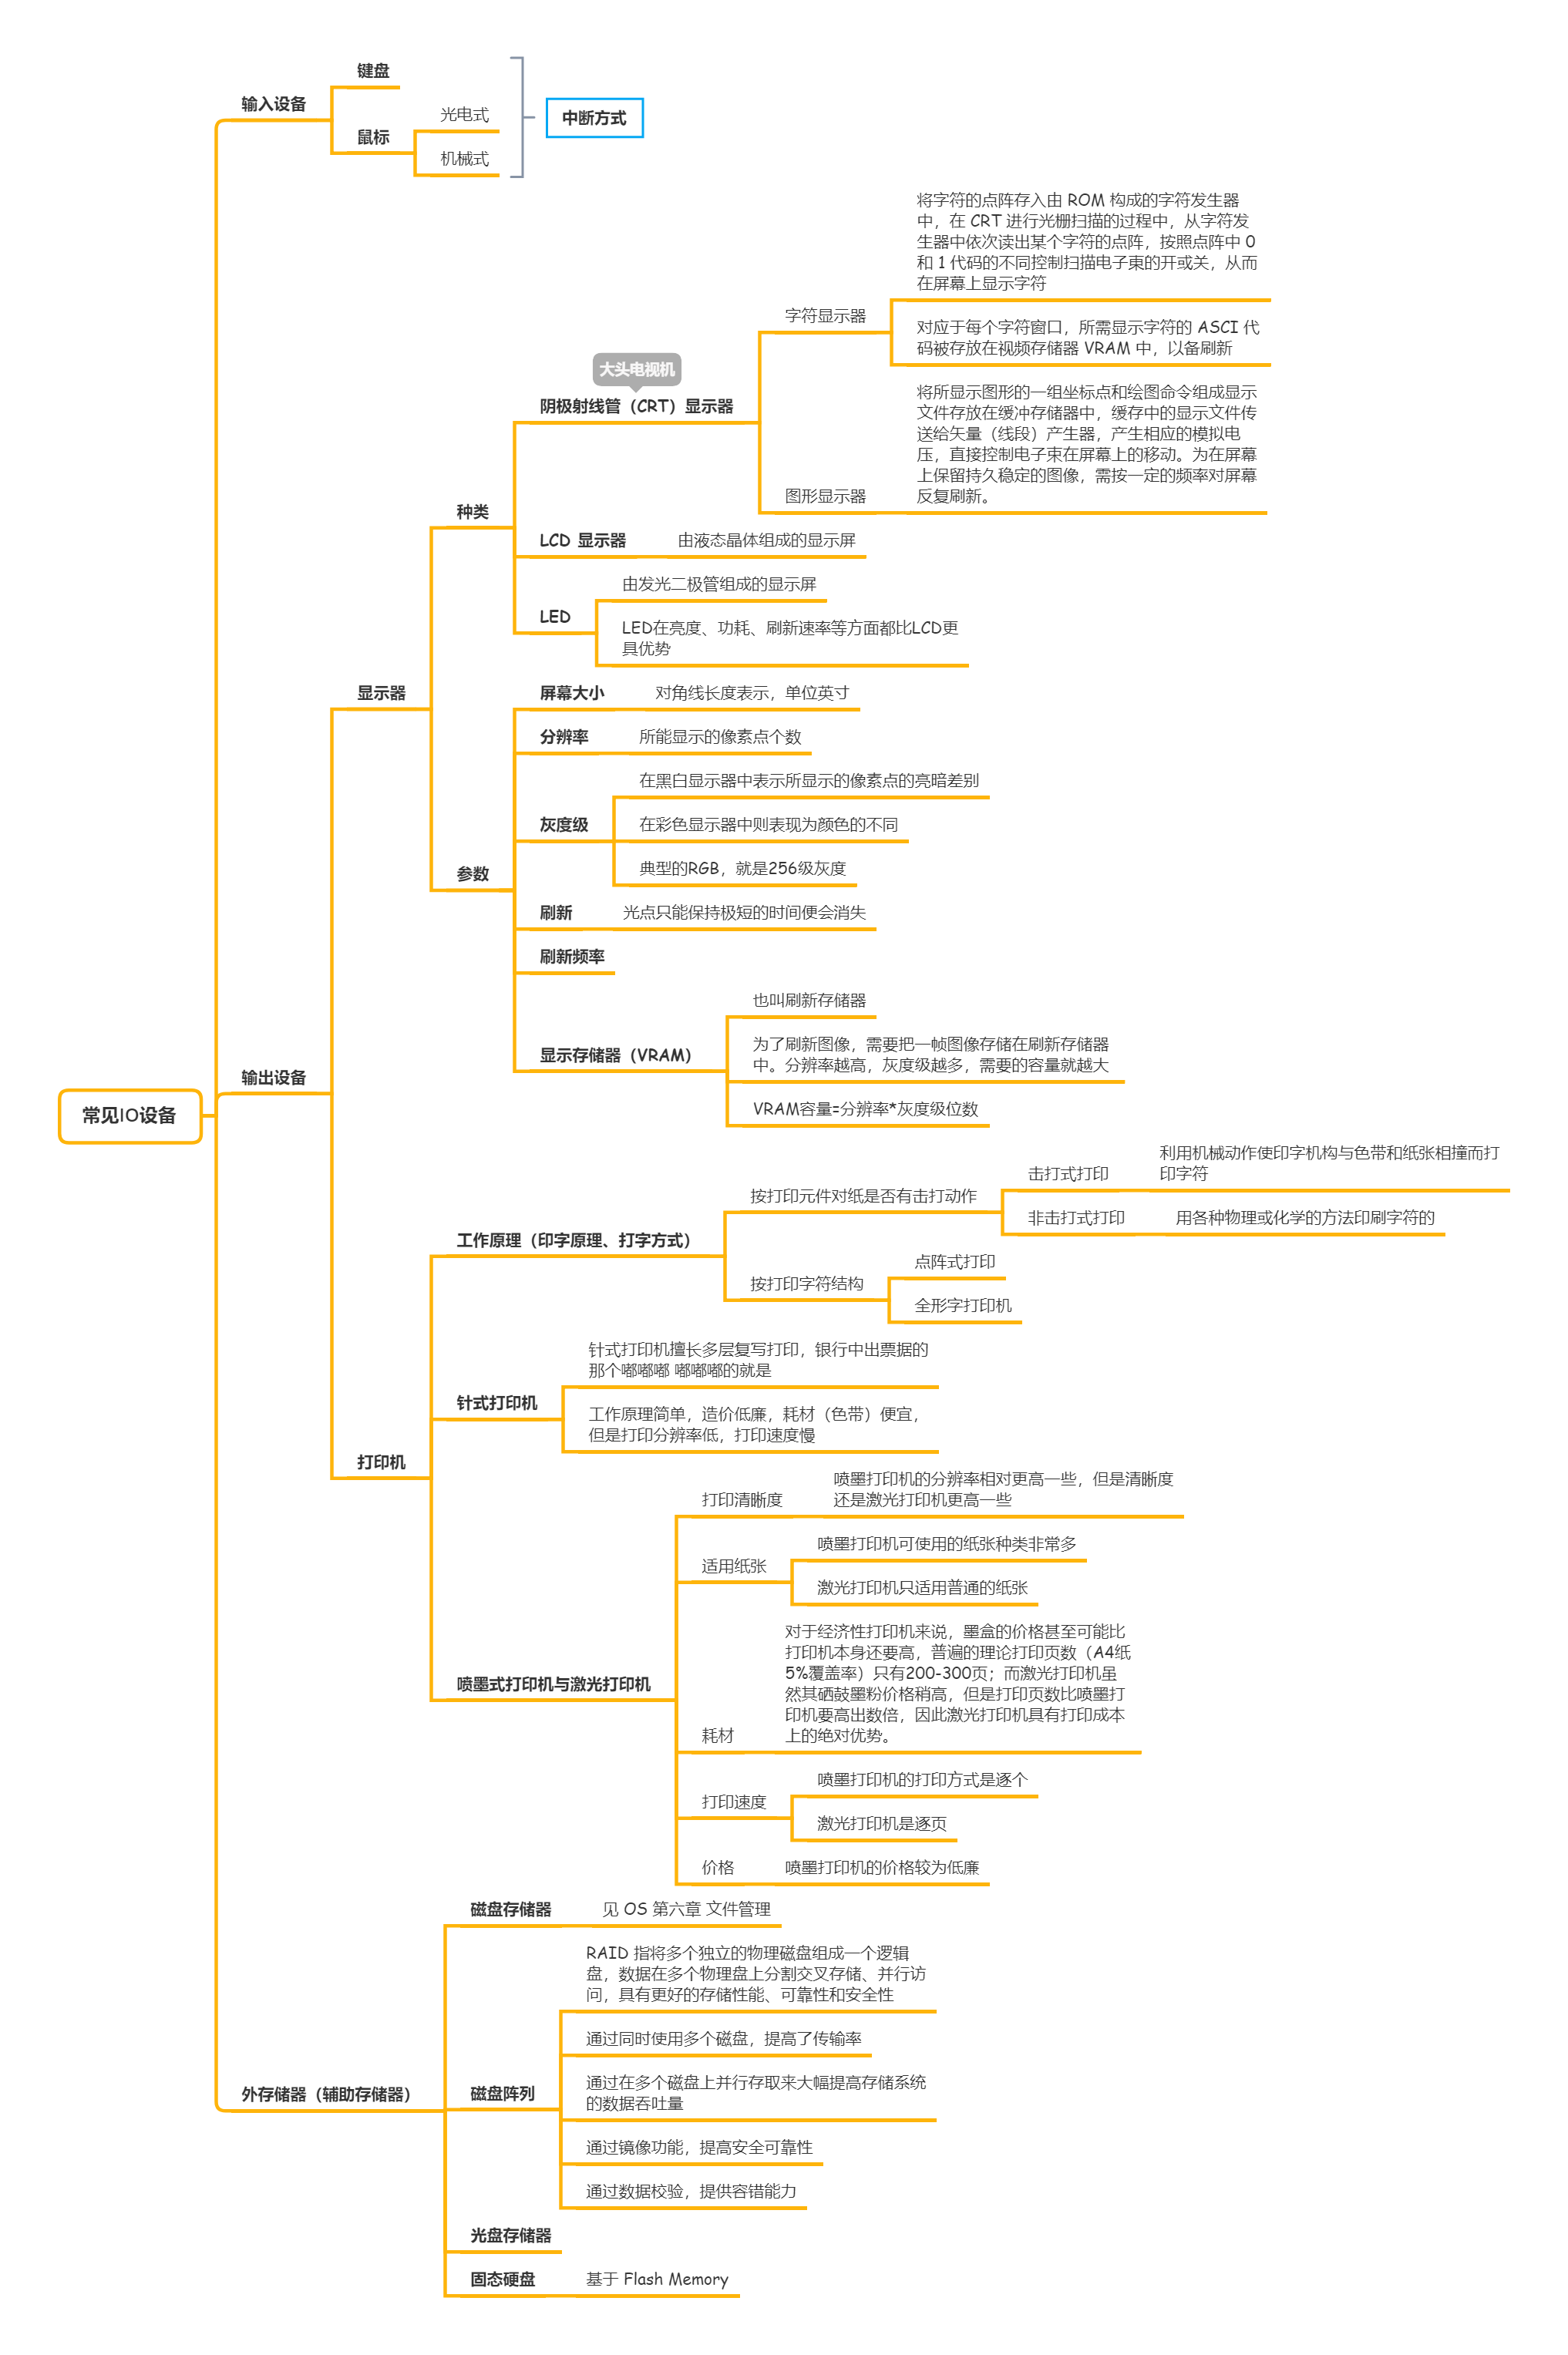 常见IO设备
输入设备
键盘
鼠标
光电式
机械式
中断方式
输出设备
显示器
种类
大头电视机
阴极射线管（CRT）显示器
字符显示器
将字符的点阵存入由 ROM 构成的字符发生器
中，在 CRT 进行光栅扫描的过程中，从字符发
生器中依次读出某个字符的点阵，按照点阵中 0
和 1 代码的不同控制扫描电子束的开或关，从而
在屏幕上显示字符
对应于每个字符窗口，所需显示字符的 ASCI 代
码被存放在视频存储器 VRAM 中，以备刷新
图形显示器
将所显示图形的一组坐标点和绘图命令组成显示
文件存放在缓冲存储器中，缓存中的显示文件传
送给矢量（线段）产生器，产生相应的模拟电
压，直接控制电子束在屏幕上的移动。为在屏幕
上保留持久稳定的图像，需按一定的频率对屏幕
反复刷新。
LCD 显示器
由液态晶体组成的显示屏
LED
由发光二极管组成的显示屏
LED在亮度、功耗、刷新速率等方面都比LCD更
具优势
参数
屏幕大小
对角线长度表示，单位英寸
分辨率
所能显示的像素点个数
灰度级
在黑白显示器中表示所显示的像素点的亮暗差别
在彩色显示器中则表现为颜色的不同
典型的RGB，就是256级灰度
刷新
光点只能保持极短的时间便会消失
刷新频率
显示存储器（VRAM）
也叫刷新存储器
为了刷新图像，需要把一帧图像存储在刷新存储器
中。分辨率越高，灰度级越多，需要的容量就越大
VRAM容量=分辨率*灰度级位数
打印机
工作原理（印字原理、打字方式）
按打印元件对纸是否有击打动作
击打式打印
利用机械动作使印字机构与色带和纸张相撞而打
印字符
非击打式打印
用各种物理或化学的方法印刷字符的
按打印字符结构
点阵式打印
全形字打印机
针式打印机
针式打印机擅长多层复写打印，银行中出票据的
那个嘟嘟嘟 嘟嘟嘟的就是
工作原理简单，造价低廉，耗材（色带）便宜，
但是打印分辨率低，打印速度慢
喷墨式打印机与激光打印机
打印清晰度
喷墨打印机的分辨率相对更高一些，但是清晰度
还是激光打印机更高一些
适用纸张
喷墨打印机可使用的纸张种类非常多
激光打印机只适用普通的纸张
耗材
对于经济性打印机来说，墨盒的价格甚至可能比
打印机本身还要高，普遍的理论打印页数（A4纸
5%覆盖率）只有200-300页；而激光打印机虽
然其硒鼓墨粉价格稍高，但是打印页数比喷墨打
印机要高出数倍，因此激光打印机具有打印成本
上的绝对优势。
打印速度
喷墨打印机的打印方式是逐个
激光打印机是逐页
价格
喷墨打印机的价格较为低廉
外存储器（辅助存储器）
磁盘存储器
见 OS 第六章 文件管理
磁盘阵列
RAID 指将多个独立的物理磁盘组成一个逻辑
盘，数据在多个物理盘上分割交叉存储、并行访
问，具有更好的存储性能、可靠性和安全性
通过同时使用多个磁盘，提高了传输率
通过在多个磁盘上并行存取来大幅提高存储系统
的数据吞吐量
通过镜像功能，提高安全可靠性
通过数据校验，提供容错能力
光盘存储器
固态硬盘
基于 Flash Memory